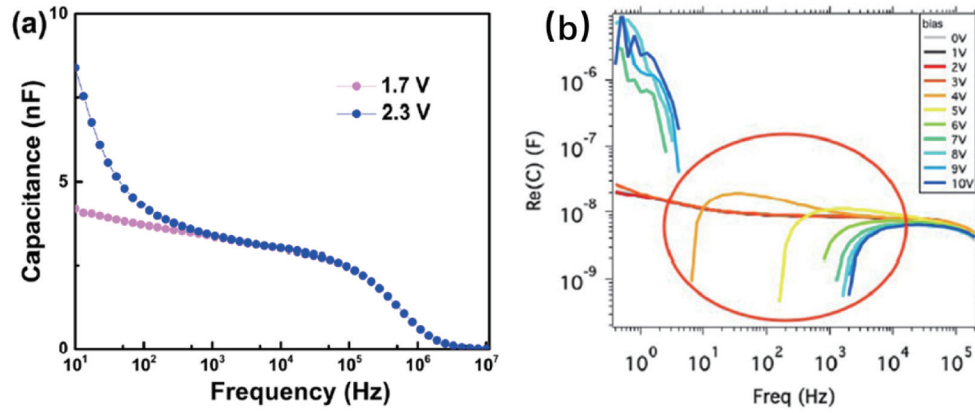 (a)
10
5
0
Capacitance (nF)
1.7 V
2.3 V
10¹ 10² 10³ 10⁴ 10⁵ 10⁶ 10⁷
Frequency (Hz)
(b)
10⁻⁶
10⁻⁷
10⁻⁸
10⁻⁹
Re(C) (F)
bias
0V
1V
2V
3V
4V
5V
6V
7V
8V
9V
10V
10⁰ 10¹ 10² 10³ 10⁴ 10⁵
Freq (Hz)